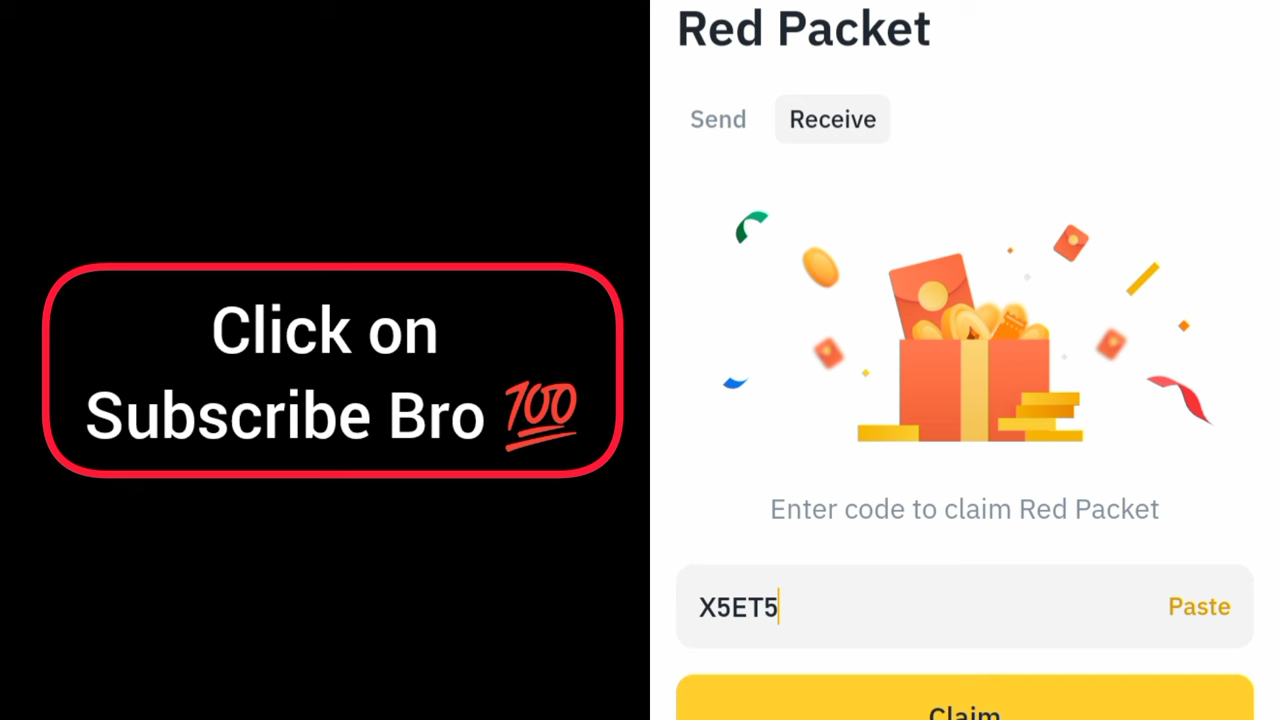 Click on
Subscribe Bro 💯
Red Packet
Send
Receive
Enter code to claim Red Packet
X5ET5
Paste
Claim